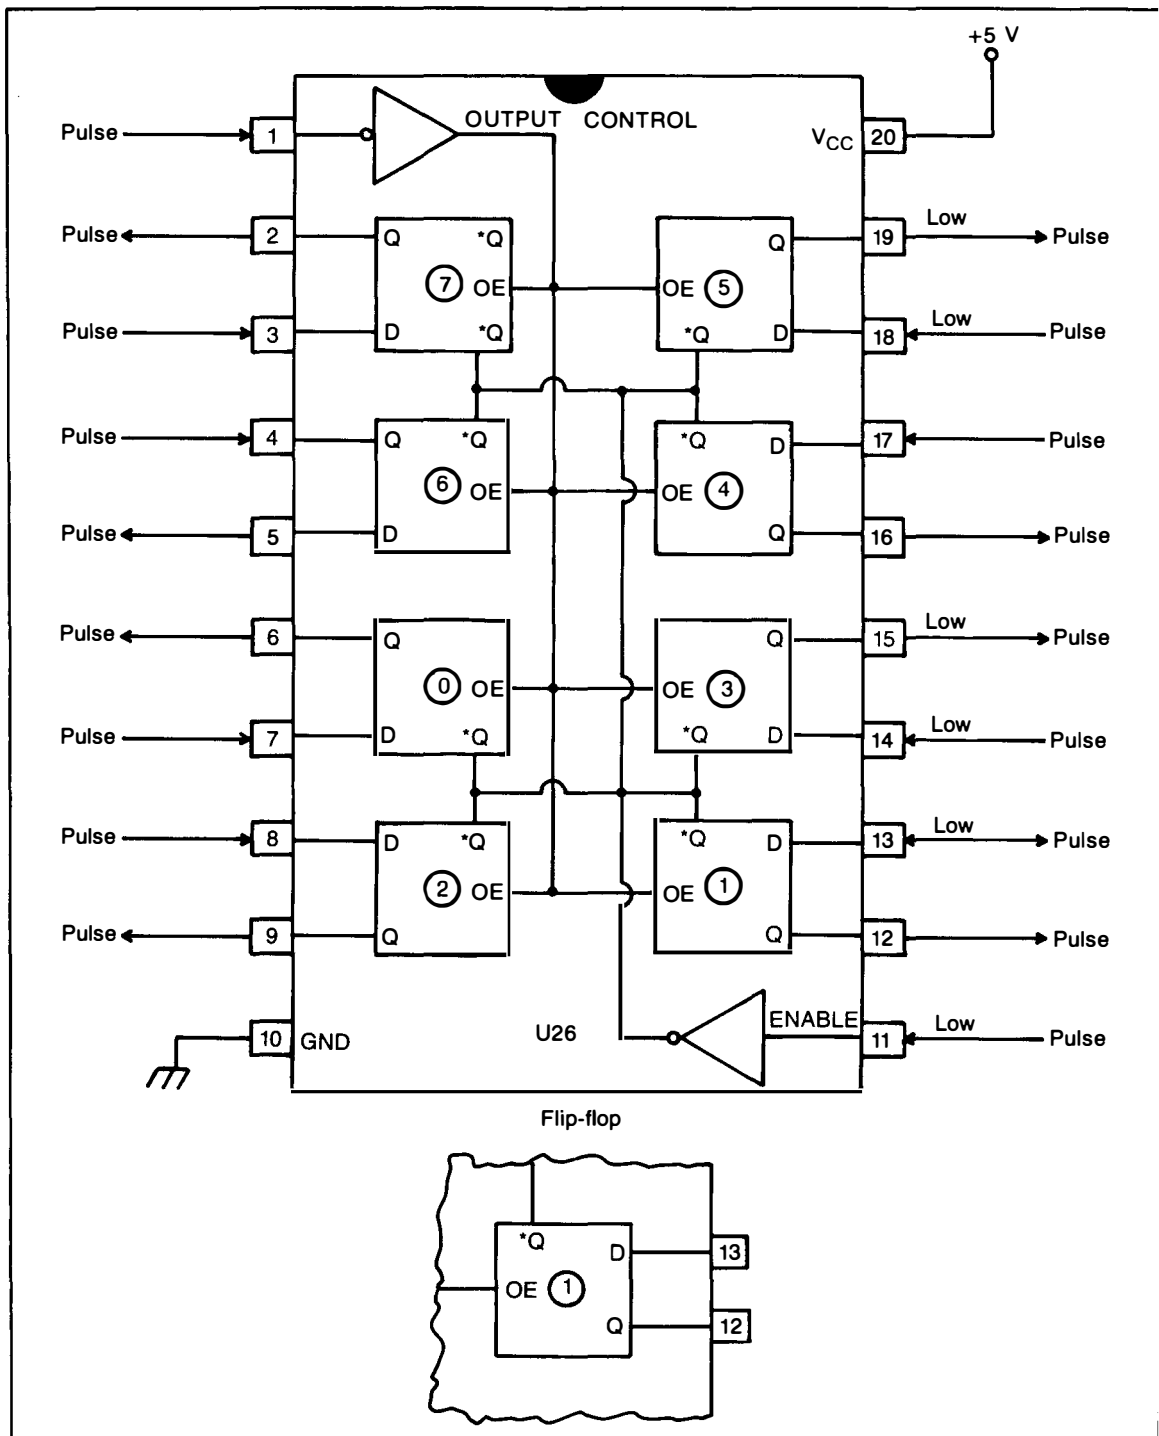 +5 V
OUTPUT CONTROL
Pulse 1
V_CC 20
Pulse 2
Q *Q
Q
19 Low Pulse
7 OE
OE 5
Pulse 3
D *Q
*Q D
18 Low Pulse
Pulse 4
Q *Q
*Q D
17 Pulse
6 OE
OE 4
Pulse 5
D
Q
16 Pulse
Pulse 6
Q
Q
15 Low Pulse
0 OE
OE 3
Pulse 7
D *Q
*Q D
14 Low Pulse
Pulse 8
D *Q
*Q D
13 Low Pulse
2 OE
OE 1
Pulse 9
Q
Q
12 Pulse
10 GND
U26
ENABLE
11 Low Pulse
Flip-flop
*Q
D 13
OE 1
Q 12